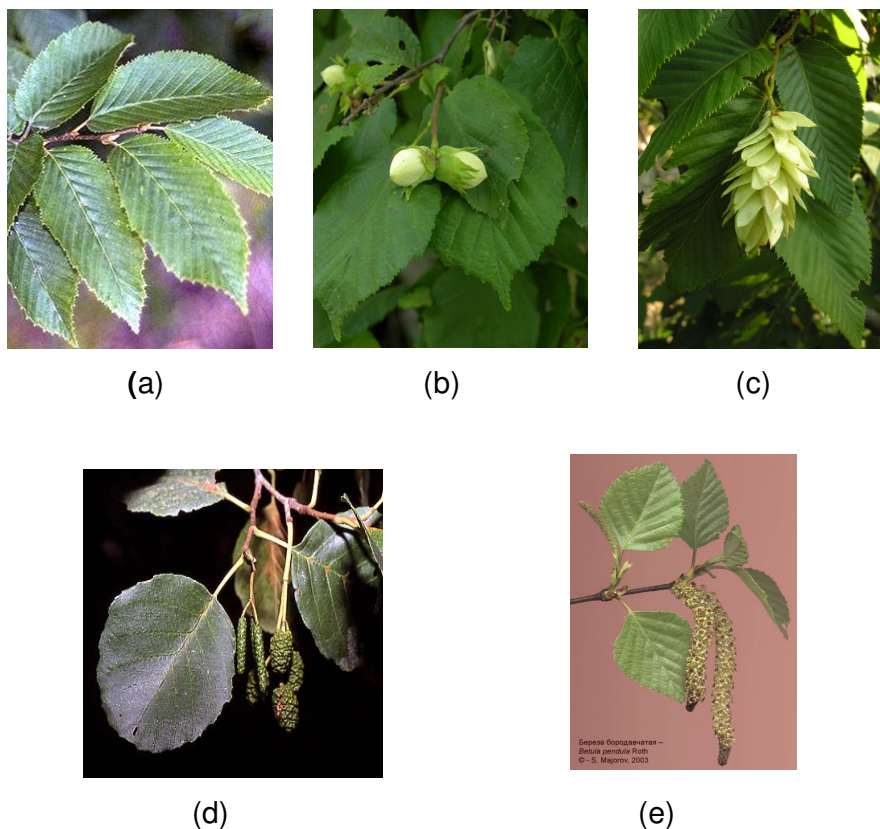 (a)
(b)
(c)
Береза бородавчатая –
Betula pendula Roth
© - S. Majorov, 2003
(d)
(e)